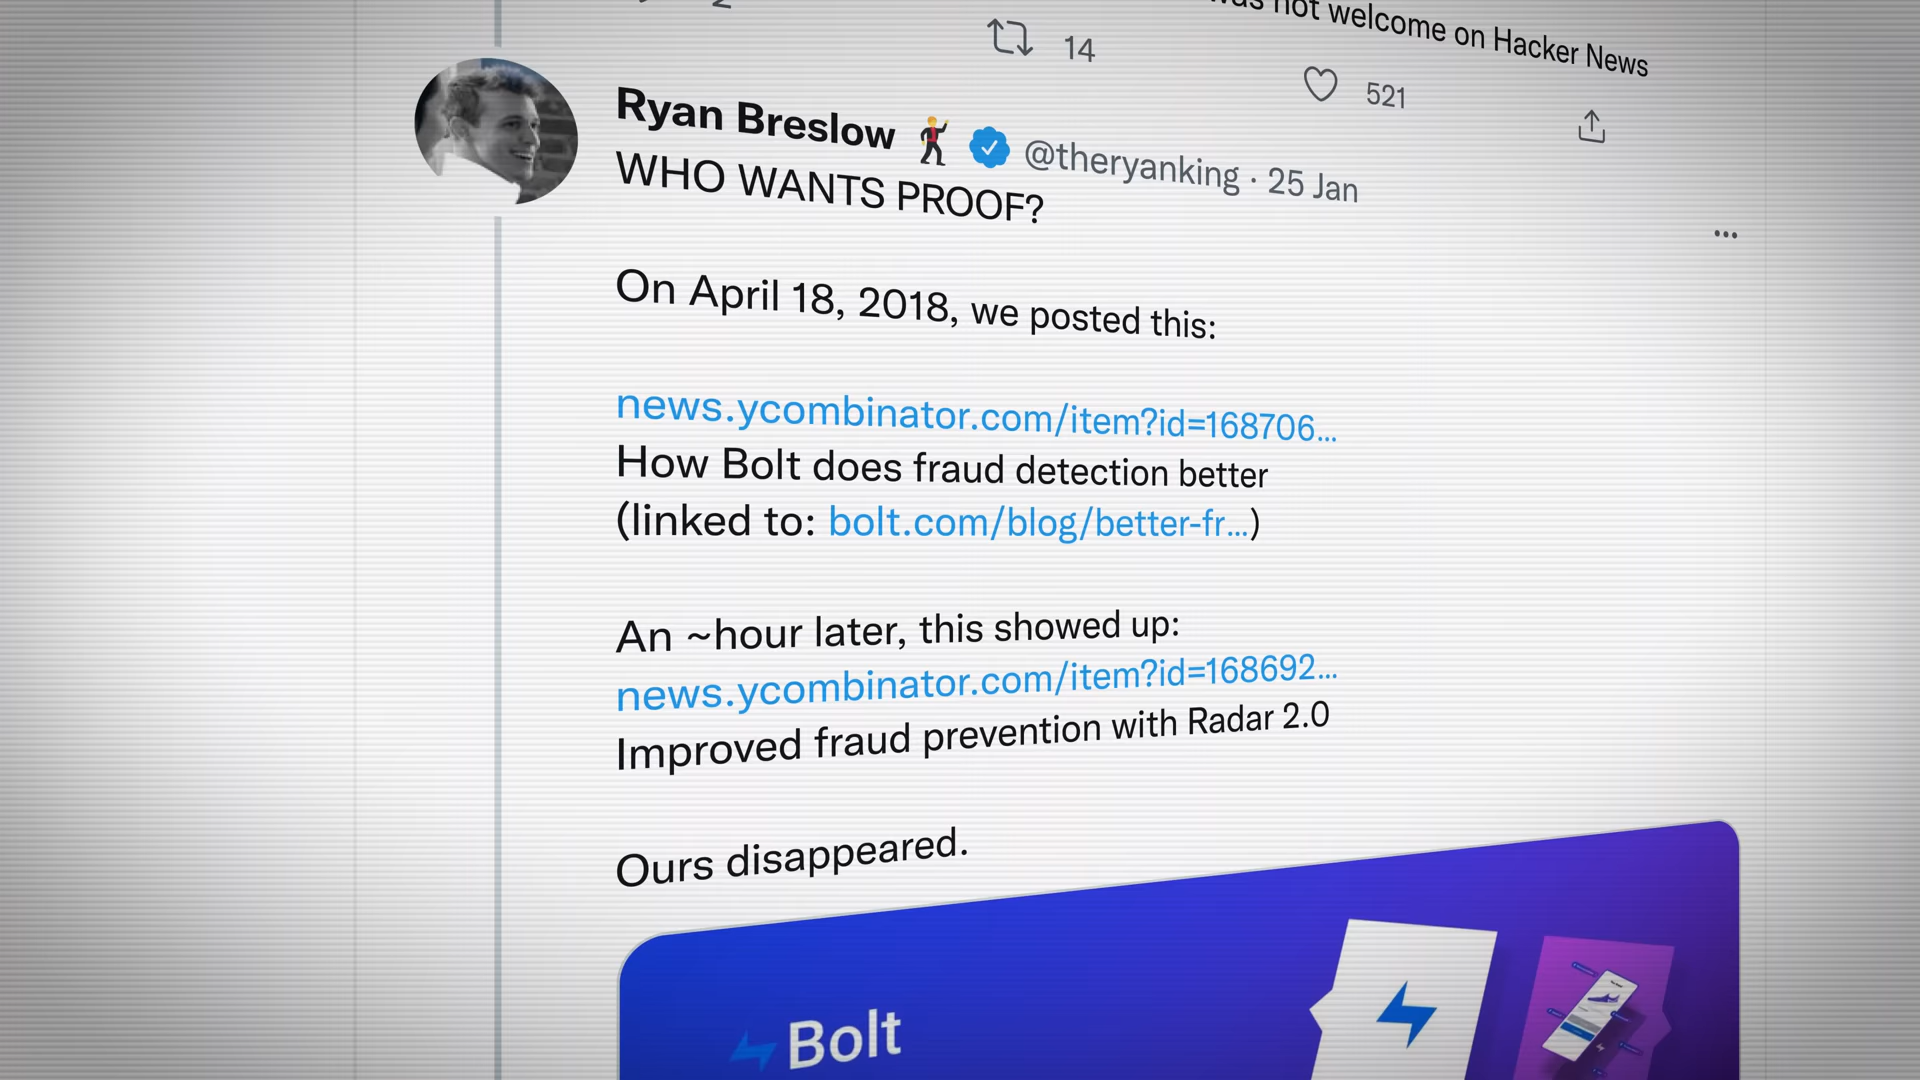 not welcome on Hacker News
14
521
Ryan Breslow @theryanking · 25 Jan
WHO WANTS PROOF?
On April 18, 2018, we posted this:
news.ycombinator.com/item?id=168706...
How Bolt does fraud detection better
(linked to: bolt.com/blog/better-fr...)
An ~hour later, this showed up:
news.ycombinator.com/item?id=168692...
Improved fraud prevention with Radar 2.0
Ours disappeared.
Bolt